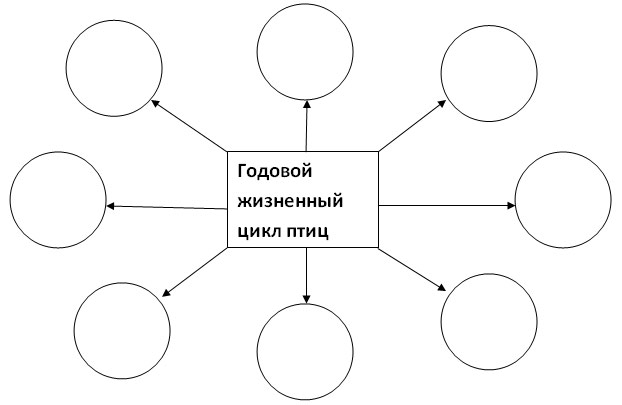 Годовой
жизненный
цикл птиц